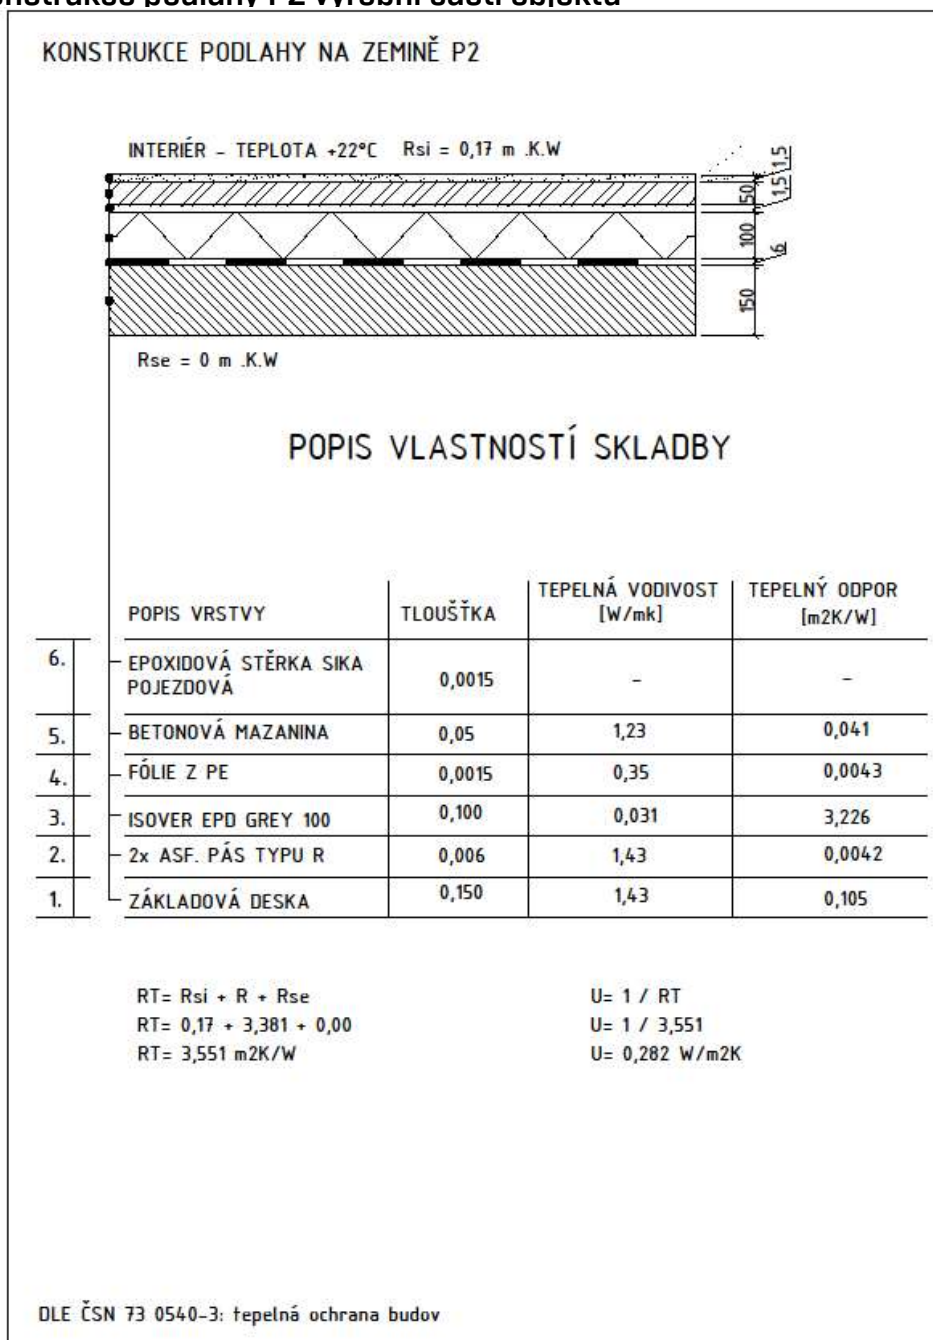 konstrukce podlahy P2 výrobní části objektu
KONSTRUKCE PODLAHY NA ZEMINĚ P2
INTERIÉR - TEPLOTA +22°C Rsi = 0,17 m .K.W
1,5
50
1,5
100
6
150
Rse = 0 m .K.W
POPIS VLASTNOSTÍ SKLADBY
POPIS VRSTVY TLOUŠŤKA TEPELNÁ VODIVOST [W/mk] TEPELNÝ ODPOR [m2K/W]
6. EPOXIDOVÁ STĚRKA SIKA POJEZDOVÁ 0,0015 - -
5. BETONOVÁ MAZANINA 0,05 1,23 0,041
4. FÓLIE Z PE 0,0015 0,35 0,0043
3. ISOVER EPD GREY 100 0,100 0,031 3,226
2. 2x ASF. PÁS TYPU R 0,006 1,43 0,0042
1. ZÁKLADOVÁ DESKA 0,150 1,43 0,105
RT= Rsi + R + Rse
RT= 0,17 + 3,381 + 0,00
RT= 3,551 m2K/W
U= 1 / RT
U= 1 / 3,551
U= 0,282 W/m2K
DLE ČSN 73 0540-3: tepelná ochrana budov